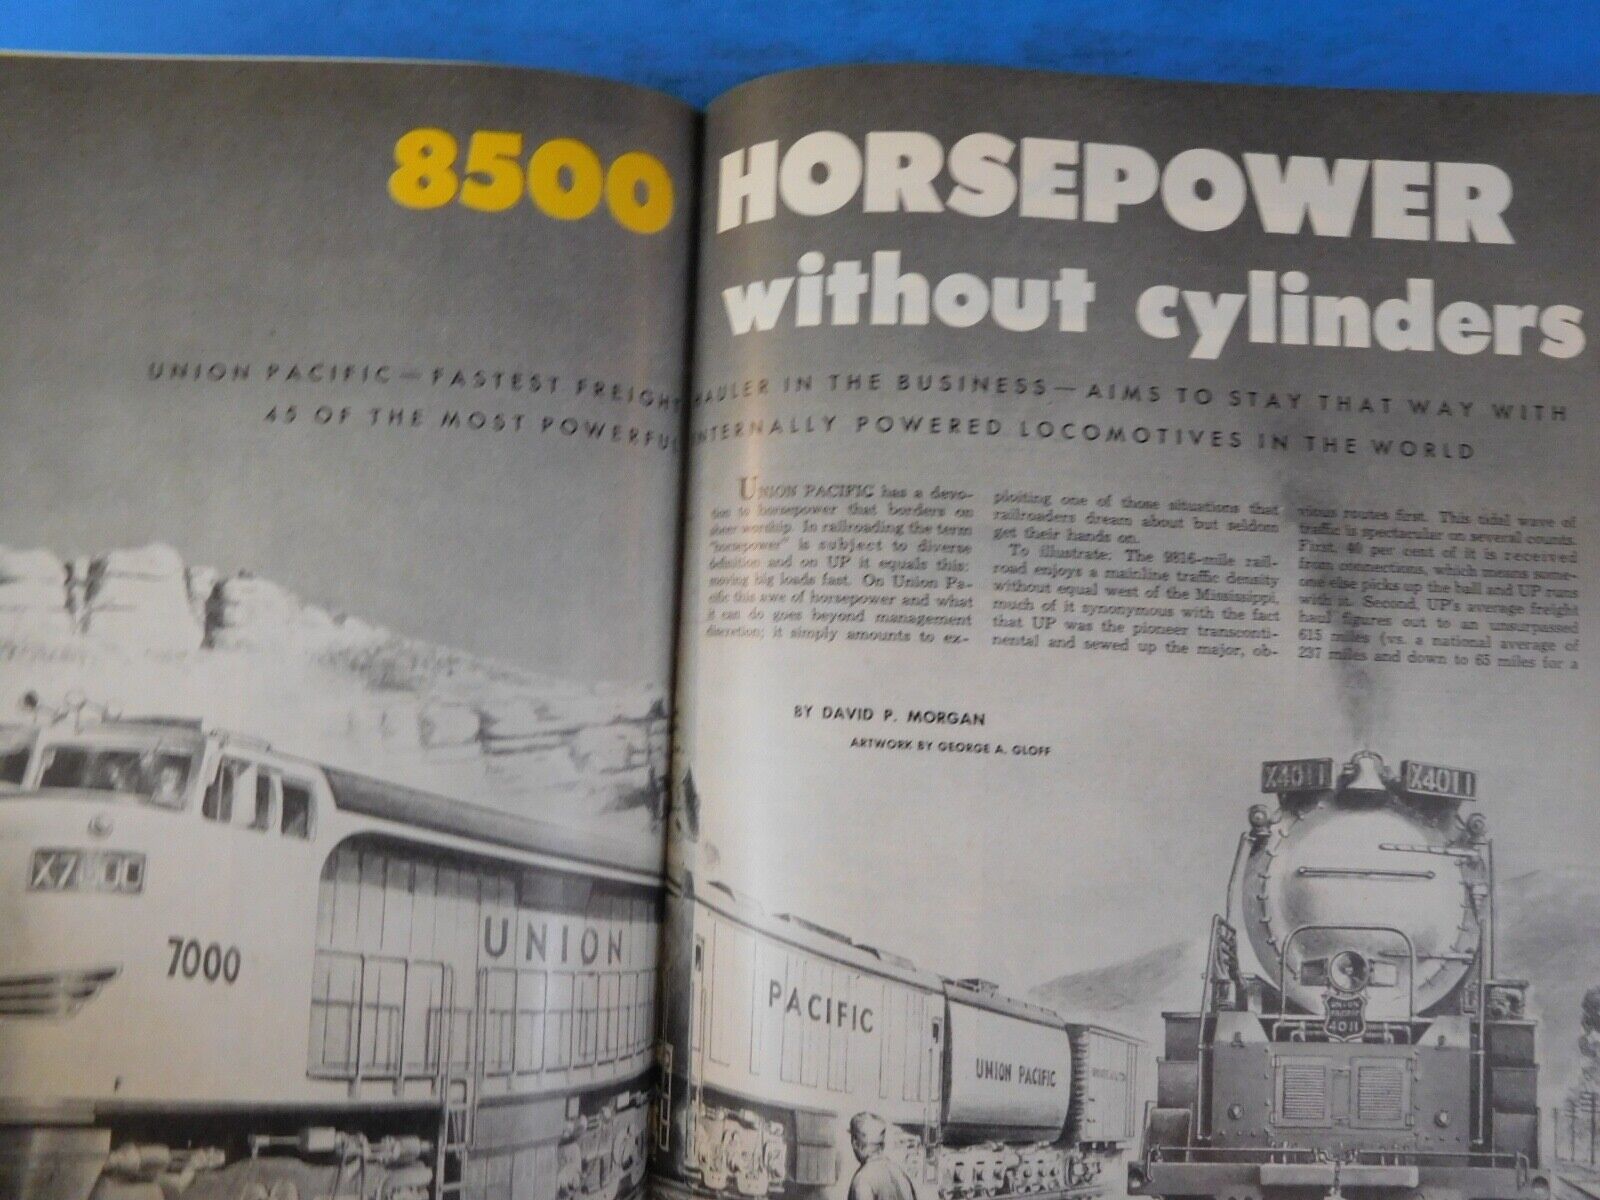 8500 HORSEPOWER
without cylinders
UNION PACIFIC — FASTEST FREIGHT HAULER IN THE BUSINESS — AIMS TO STAY THAT WAY WITH
45 OF THE MOST POWERFUL INTERNALLY POWERED LOCOMOTIVES IN THE WORLD
UNION PACIFIC has a devo-
tion to horsepower that borders on
sheer worship. In railroading the term
"horsepower" is subject to diverse
definition and on UP it equals this:
moving big loads fast. On Union Pa-
cific this awe of horsepower and what
it can do goes beyond management
discretion; it simply amounts to ex-
ploiting one of those situations that
railroaders dream about but seldom
get their hands on.
To illustrate: The 9816-mile rail-
road enjoys a mainline traffic density
without equal west of the Mississippi,
much of it synonymous with the fact
that UP was the pioneer transconti-
nental and sewed up the major, ob-
vious routes first. This tidal wave of
traffic is spectacular on several counts.
First, 40 per cent of it is received
from connections, which means some-
one else picks up the ball and UP runs
with it. Second, UP's average freight
haul figures out to an unsurpassed
615 miles (vs. a national average of
237 miles and down to 65 miles for a
BY DAVID P. MORGAN
ARTWORK BY GEORGE A. GLOFF
X4011
X4011
X7000
7000
UNION
PACIFIC
UNION PACIFIC
UNION
PACIFIC
4011
F